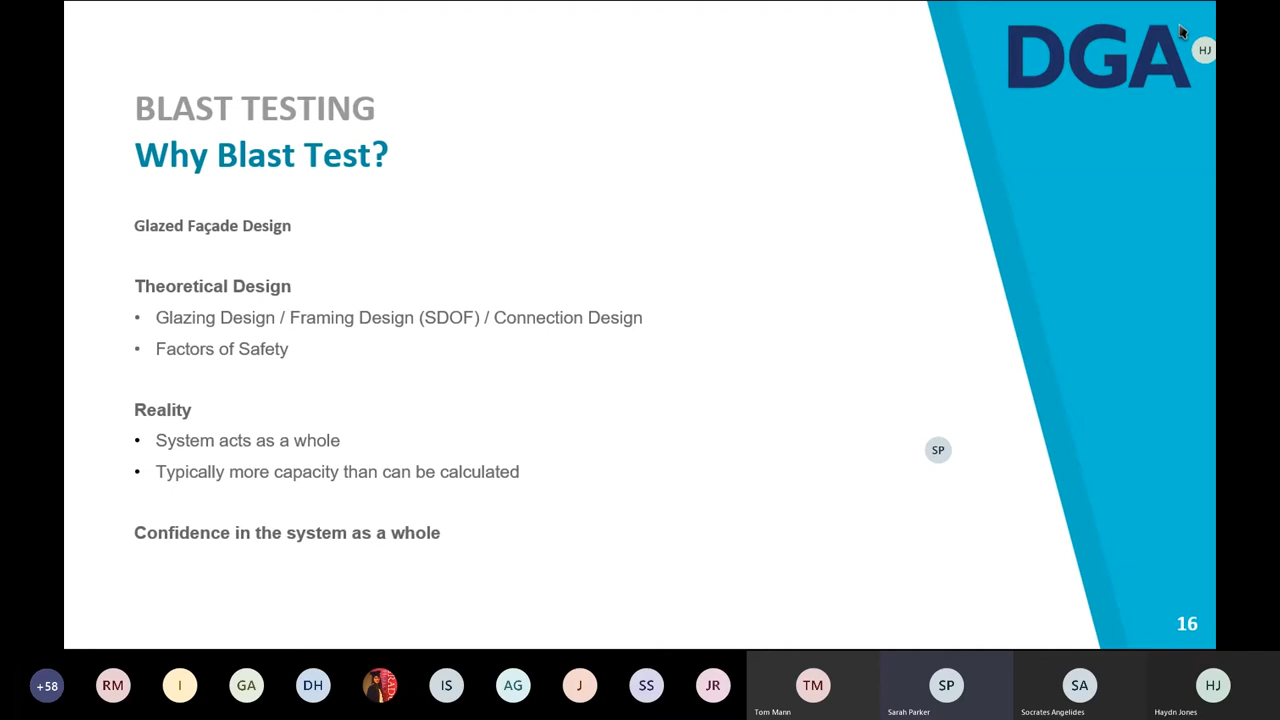 DGA
HJ
BLAST TESTING
Why Blast Test?
Glazed Façade Design
Theoretical Design
• Glazing Design / Framing Design (SDOF) / Connection Design
• Factors of Safety
Reality
• System acts as a whole
SP
• Typically more capacity than can be calculated
Confidence in the system as a whole
16
+58 RM I GA DH IS AG J SS JR TM SP SA HJ
Tom Mann Sarah Parker Socrates Angelides Haydn Jones